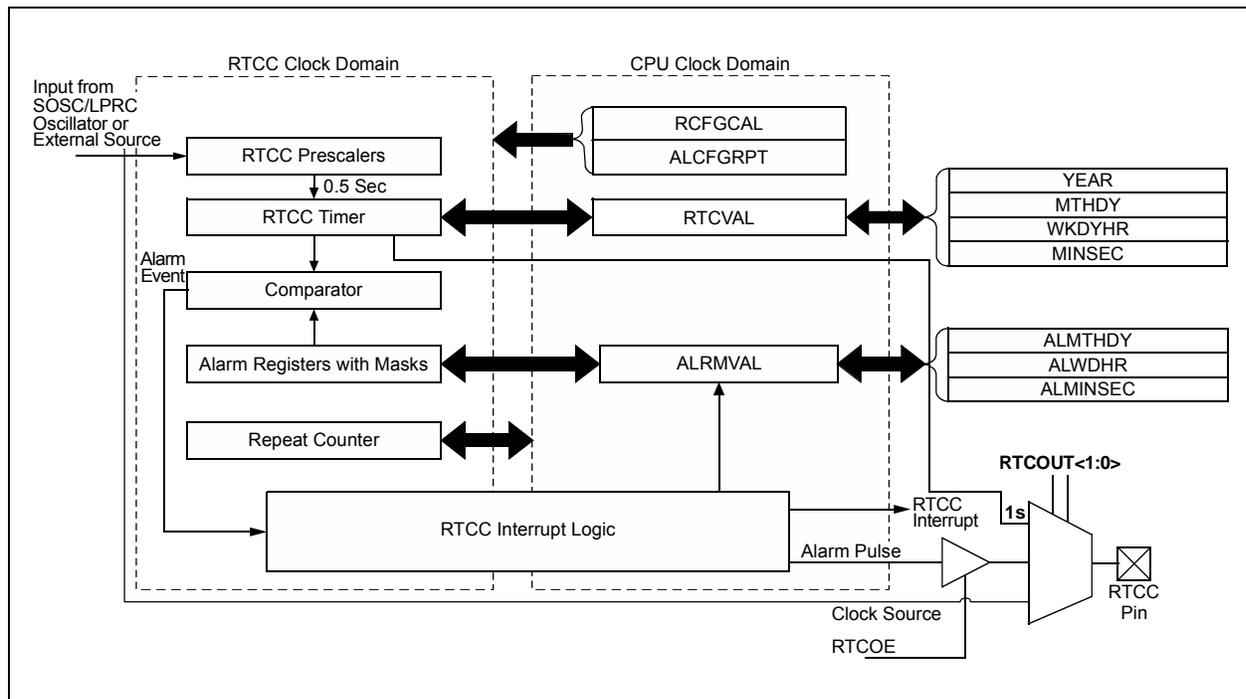 RTCC Clock Domain
CPU Clock Domain
Input from
SOSC/LPRC
Oscillator or
External Source
RCFGCAL
ALCFGRPT
RTCC Prescalers
0.5 Sec
RTCC Timer
RTCVAL
YEAR
MTHDY
WKDYHR
MINSEC
Alarm
Event
Comparator
Alarm Registers with Masks
ALRMVAL
ALMTHDY
ALWDHR
ALMINSEC
Repeat Counter
RTCOUT<1:0>
RTCC Interrupt Logic
RTCC
Interrupt
1s
Alarm Pulse
Clock Source
RTCC
Pin
RTCOE